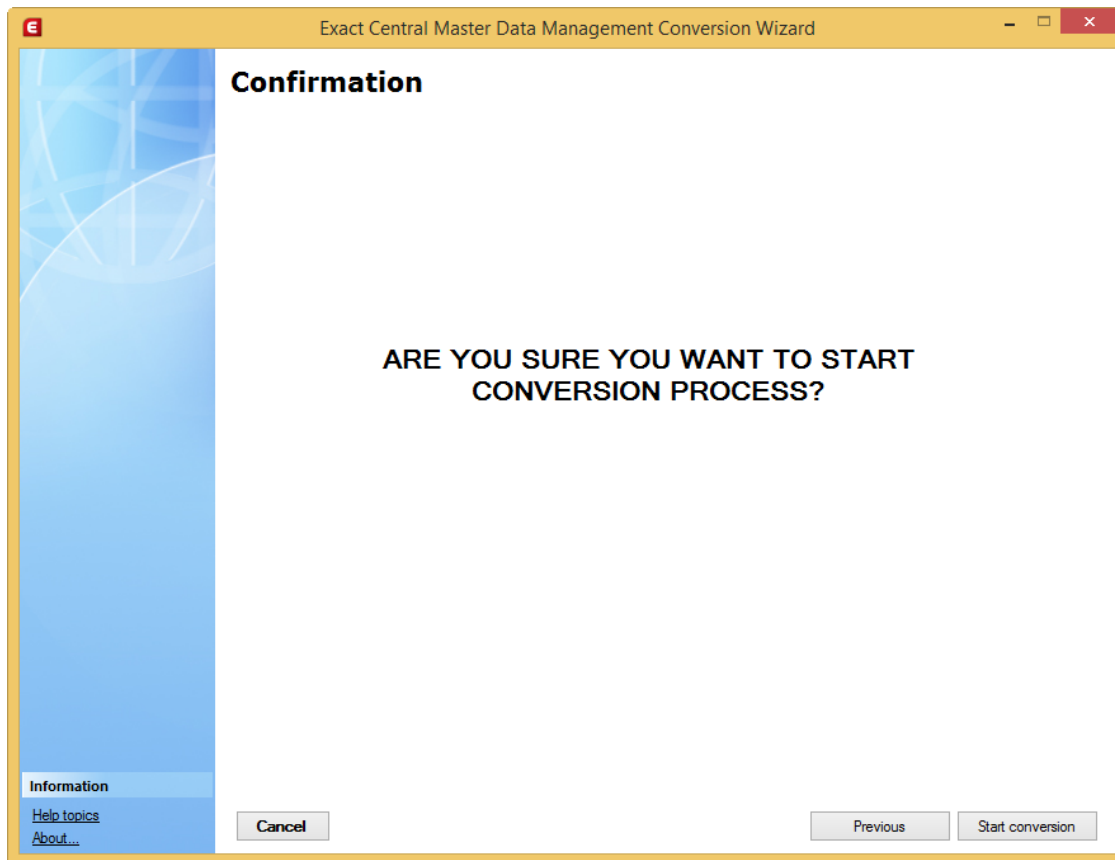 Exact Central Master Data Management Conversion Wizard
Confirmation
ARE YOU SURE YOU WANT TO START
CONVERSION PROCESS?
Information
Help topics
About...
Cancel
Previous
Start conversion